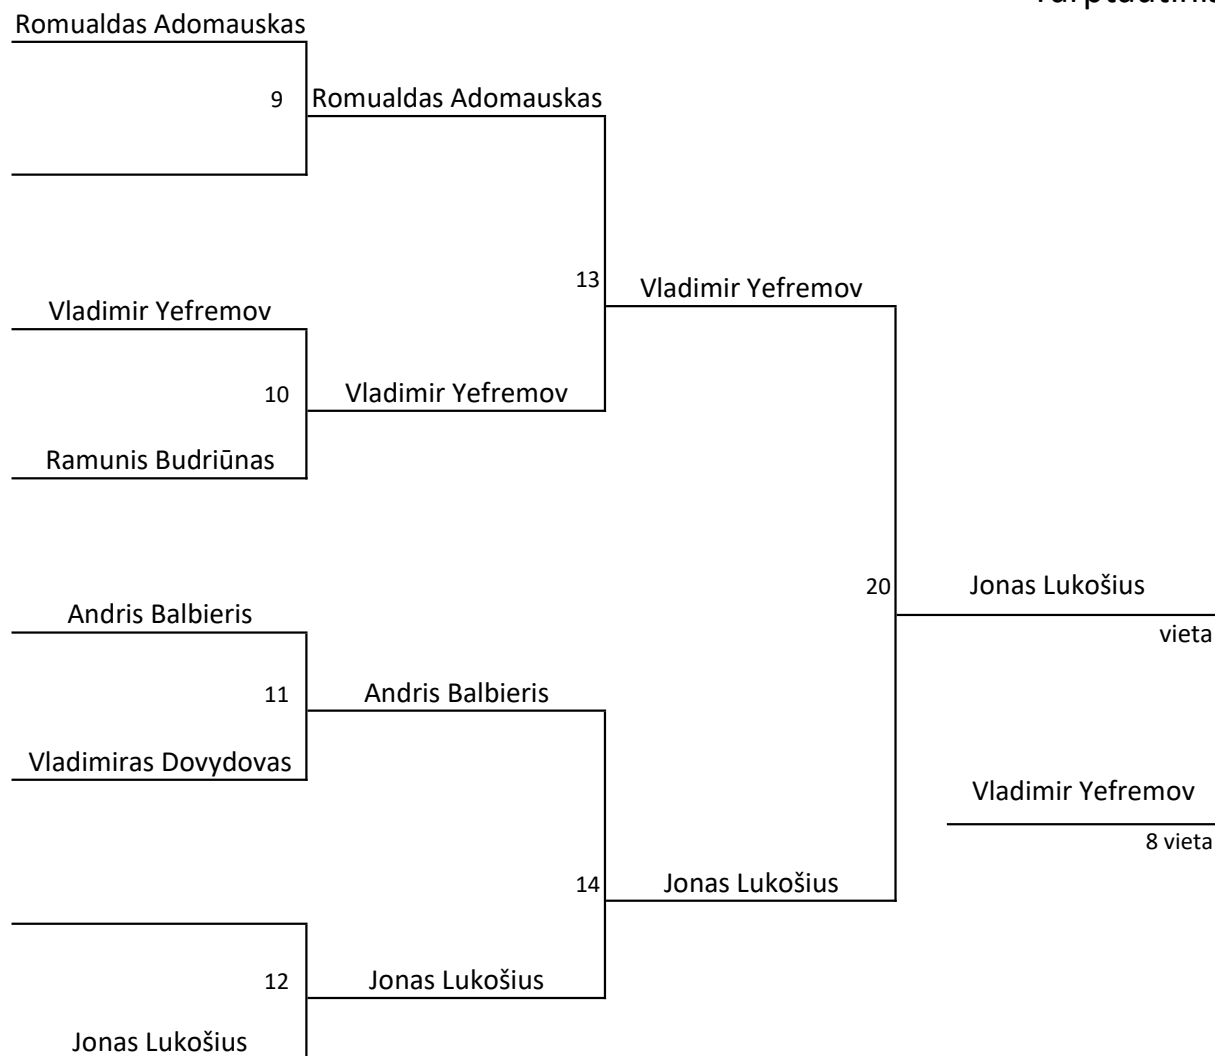 Romualdas Adomauskas
9
Romualdas Adomauskas
13
Vladimir Yefremov
Vladimir Yefremov
10
Vladimir Yefremov
Ramunis Budriūnas
20
Jonas Lukošius
vieta
Andris Balbieris
11
Andris Balbieris
Vladimiras Dovydovas
Vladimir Yefremov
8 vieta
14
Jonas Lukošius
12
Jonas Lukošius
Jonas Lukošius